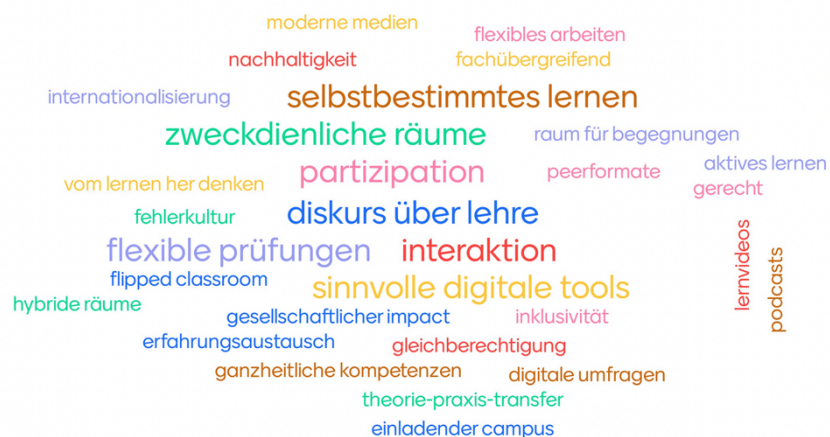 moderne medien
flexibles arbeiten
nachhaltigkeit
fachübergreifend
internationalisierung
selbstbestimmtes lernen
zweckdienliche räume
raum für begegnungen
partizipation
peerformate
aktives lernen
vom lernen her denken
gerecht
fehlerkultur
diskurs über lehre
flexible prüfungen
interaktion
lernvideos
podcasts
flipped classroom
sinnvolle digitale tools
hybride räume
gesellschaftlicher impact
inklusivität
erfahrungsaustausch
gleichberechtigung
ganzheitliche kompetenzen
digitale umfragen
theorie-praxis-transfer
einladender campus